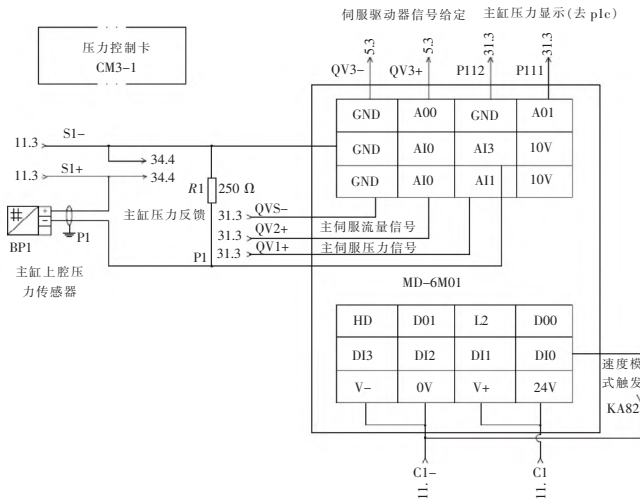 伺服驱动器信号给定 主缸压力显示(去plc)
5.3 5.3 31.3 31.3
QV3- QV3+ P112 P111
压力控制卡
CM3-1
GND A00 GND A01
GND AI0 AI3 10V
GND AI0 AI1 10V
11.3 S1-
34.4
11.3 S1+ 34.4
R1 250 Ω
主缸压力反馈
31.3 QVS-
31.3 QV2+ 主伺服流量信号
31.3 QV1+ 主伺服压力信号
BP1 P1
P1
主缸上腔压
力传感器
MD-6M01
HD D01 L2 D00
DI3 DI2 DI1 DI0
V- 0V V+ 24V
速度模
式触发
KA82
C1- C1
11. 11.